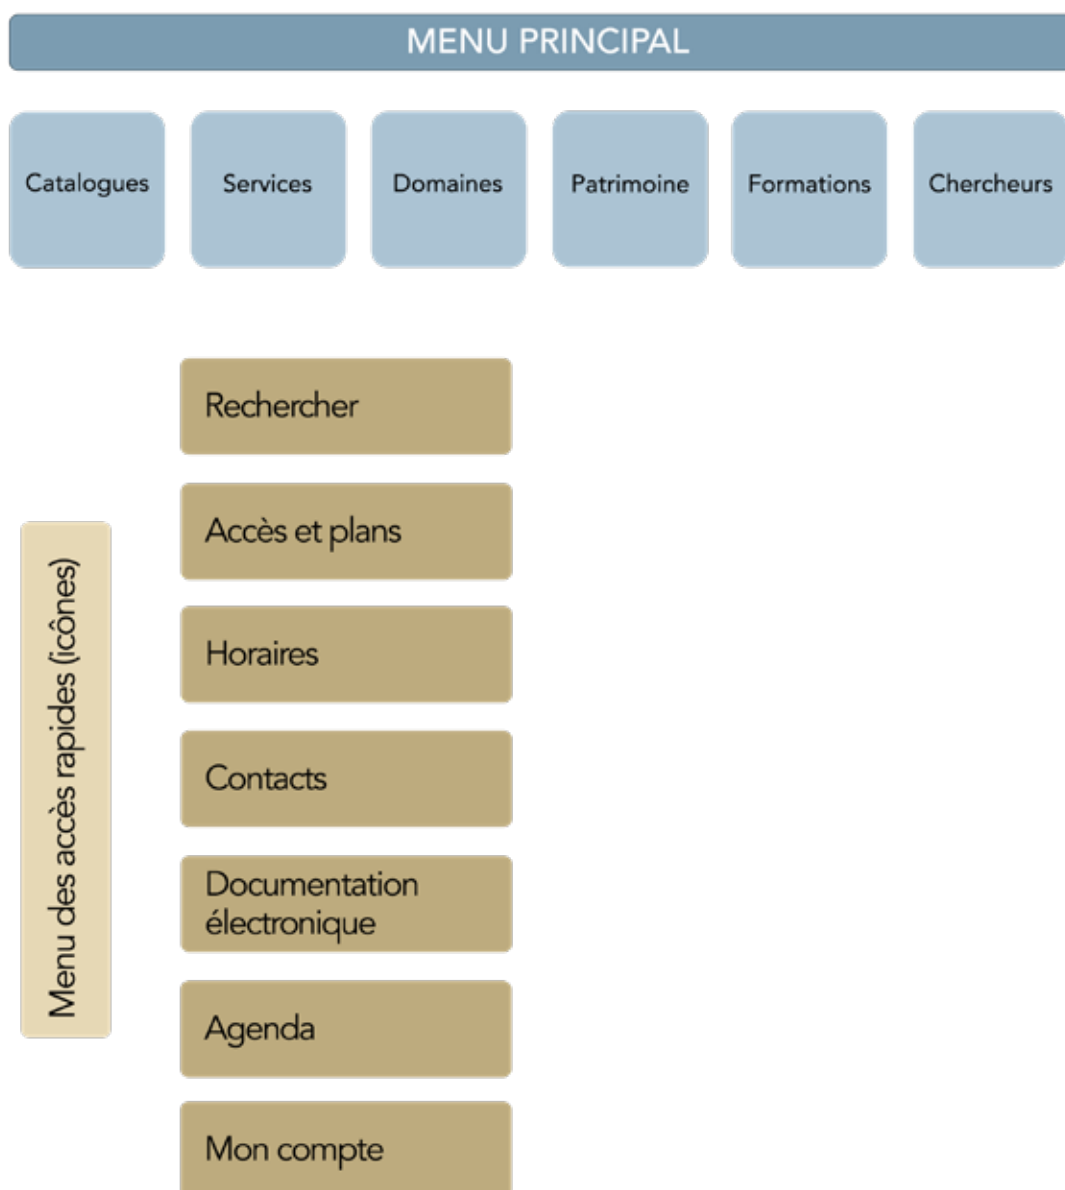 MENU PRINCIPAL
Catalogues
Services
Domaines
Patrimoine
Formations
Chercheurs
Menu des accès rapides (icônes)
Rechercher
Accès et plans
Horaires
Contacts
Documentation
électronique
Agenda
Mon compte